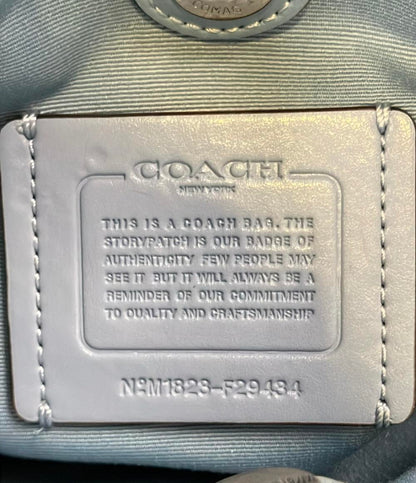 COMAS
COACH
NEW YORK
THIS IS A COACH BAG. THE
STORYPATCH IS OUR BADGE OF
AUTHENTICITY FEW PEOPLE MAY
SEE IT BUT IT WILL ALWAYS BE A
REMINDER OF OUR COMMITMENT
TO QUALITY AND CRAFTSMANSHIP
NoM1823-F29434